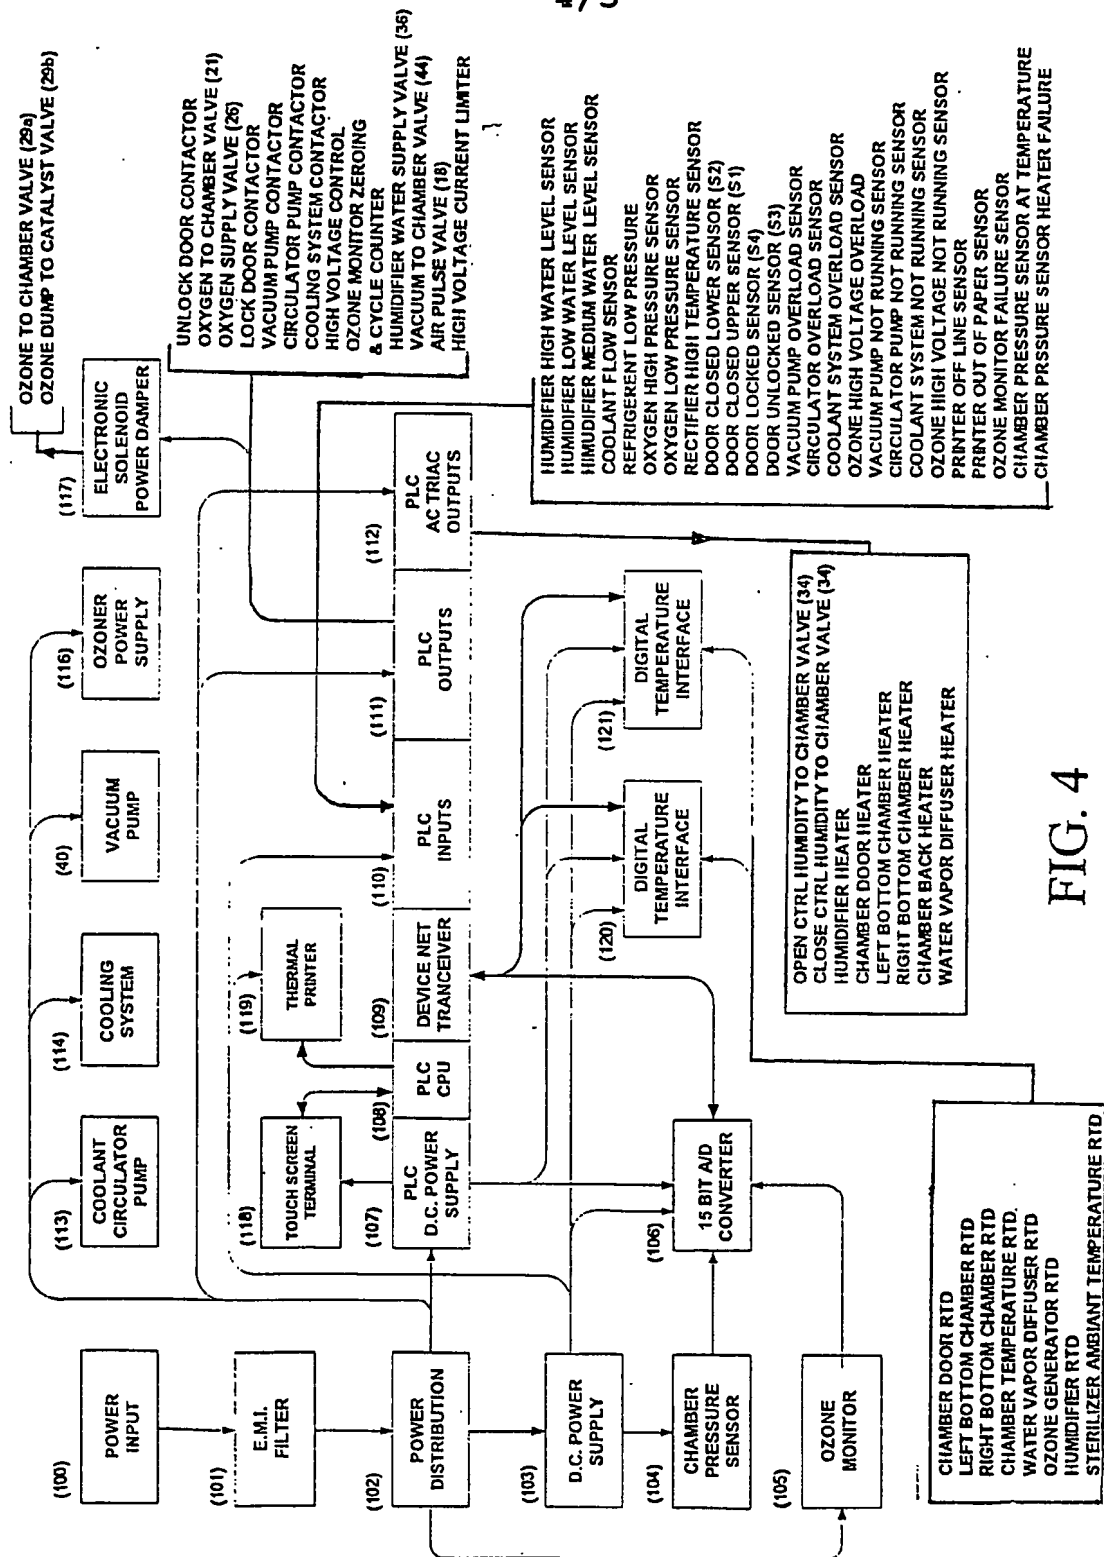 (100)
POWER
INPUT
(101)
E.M.I.
FILTER
(102)
POWER
DISTRIBUTION
(103)
D.C. POWER
SUPPLY
(104)
CHAMBER
PRESSURE
SENSOR
(105)
OZONE
MONITOR
(113)
COOLANT
CIRCULATOR
PUMP
(114)
COOLING
SYSTEM
(40)
VACUUM
PUMP
(116)
OZONER
POWER
SUPPLY
(117)
ELECTRONIC
SOLENOID
POWER DAMPER
OZONE TO CHAMBER VALVE (29a)
OZONE DUMP TO CATALYST VALVE (29b)
(118)
TOUCH SCREEN
TERMINAL
(119)
THERMAL
PRINTER
(107)
PLC
D.C. POWER
SUPPLY
(108)
PLC
CPU
(109)
DEVICE NET
TRANCEIVER
(110)
PLC
INPUTS
(111)
PLC
OUTPUTS
(112)
PLC
AC TRIAC
OUTPUTS
UNLOCK DOOR CONTACTOR
OXYGEN TO CHAMBER VALVE (21)
OXYGEN SUPPLY VALVE (26)
LOCK DOOR CONTACTOR
VACUUM PUMP CONTACTOR
CIRCULATOR PUMP CONTACTOR
COOLING SYSTEM CONTACTOR
HIGH VOLTAGE CONTROL
OZONE MONITOR ZEROING
& CYCLE COUNTER
HUMIDIFIER WATER SUPPLY VALVE (36)
VACUUM TO CHAMBER VALVE (44)
AIR PULSE VALVE (18)
HIGH VOLTAGE CURRENT LIMITER
(106)
15 BIT A/D
CONVERTER
(120)
DIGITAL
TEMPERATURE
INTERFACE
(121)
DIGITAL
TEMPERATURE
INTERFACE
HUMIDIFIER HIGH WATER LEVEL SENSOR
HUMIDIFIER LOW WATER LEVEL SENSOR
HIMUDIFIER MEDIUM WATER LEVEL SENSOR
COOLANT FLOW SENSOR
REFRIGERENT LOW PRESSURE
OXYGEN HIGH PRESSURE SENSOR
OXYGEN LOW PRESSURE SENSOR
RECTIFIER HIGH TEMPERATURE SENSOR
DOOR CLOSED LOWER SENSOR (S2)
DOOR CLOSED UPPER SENSOR (S1)
DOOR LOCKED SENSOR (S4)
DOOR UNLOCKED SENSOR (S3)
VACUUM PUMP OVERLOAD SENSOR
CIRCULATOR OVERLOAD SENSOR
COOLANT SYSTEM OVERLOAD SENSOR
OZONE HIGH VOLTAGE OVERLOAD
VACUUM PUMP NOT RUNNING SENSOR
CIRCULATOR PUMP NOT RUNNING SENSOR
COOLANT SYSTEM NOT RUNNING SENSOR
OZONE HIGH VOLTAGE NOT RUNNING SENSOR
PRINTER OFF LINE SENSOR
PRINTER OUT OF PAPER SENSOR
OZONE MONITOR FAILURE SENSOR
CHAMBER PRESSURE SENSOR AT TEMPERATURE
CHAMBER PRSSURE SENSOR HEATER FAILURE
OPEN CTRL HUMIDITY TO CHAMBER VALVE (34)
CLOSE CTRL HUMIDITY TO CHAMBER VALVE (34)
HUMIDIFIER HEATER
CHAMBER DOOR HEATER
LEFT BOTTOM CHAMBER HEATER
RIGHT BOTTOM CHAMBER HEATER
CHAMBER BACK HEATER
WATER VAPOR DIFFUSER HEATER
CHAMBER DOOR RTD
LEFT BOTTOM CHAMBER RTD
RIGHT BOTTOM CHAMBER RTD
CHAMBER TEMPERATURE RTD.
WATER VAPOR DIFFUSER RTD
OZONE GENERATOR RTD
HUMIDIFIER RTD
STERILIZER AMBIANT TEMPERATURE RTD
FIG. 4